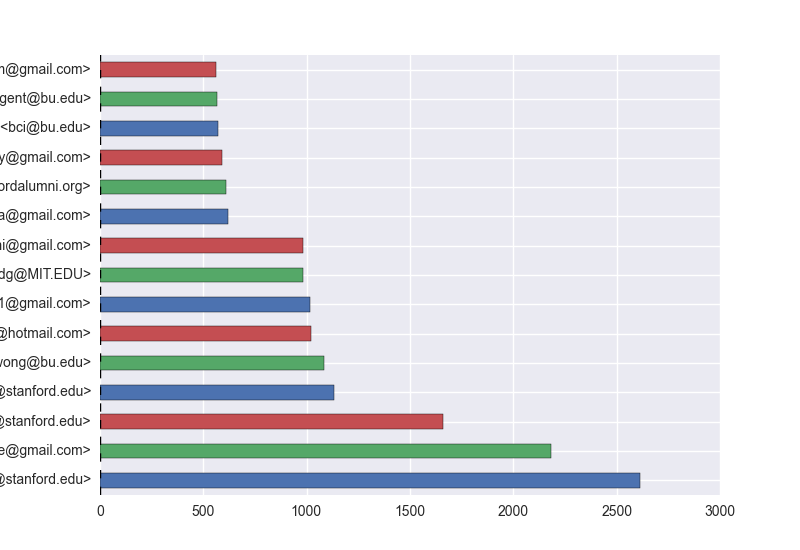 n@gmail.com>
gent@bu.edu>
<bci@bu.edu>
y@gmail.com>
ordalumni.org>
a@gmail.com>
ni@gmail.com>
dg@MIT.EDU>
1@gmail.com>
@hotmail.com>
wong@bu.edu>
@stanford.edu>
@stanford.edu>
e@gmail.com>
@stanford.edu>
0 500 1000 1500 2000 2500 3000